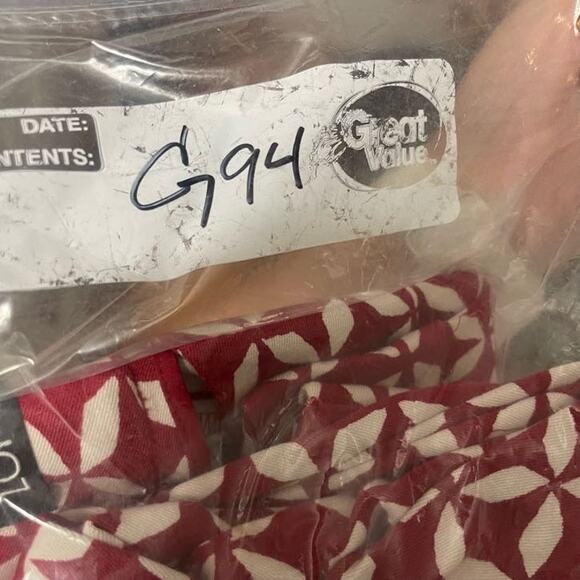 DATE:
NTENTS:
G94
Great
Value